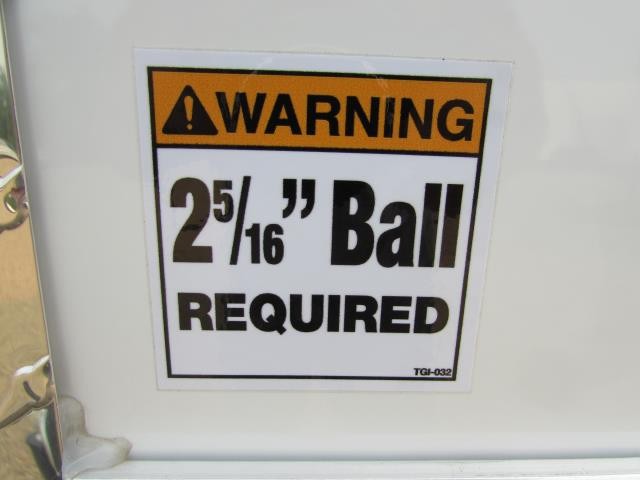 WARNING
2 5/16" Ball
REQUIRED
TGI-032